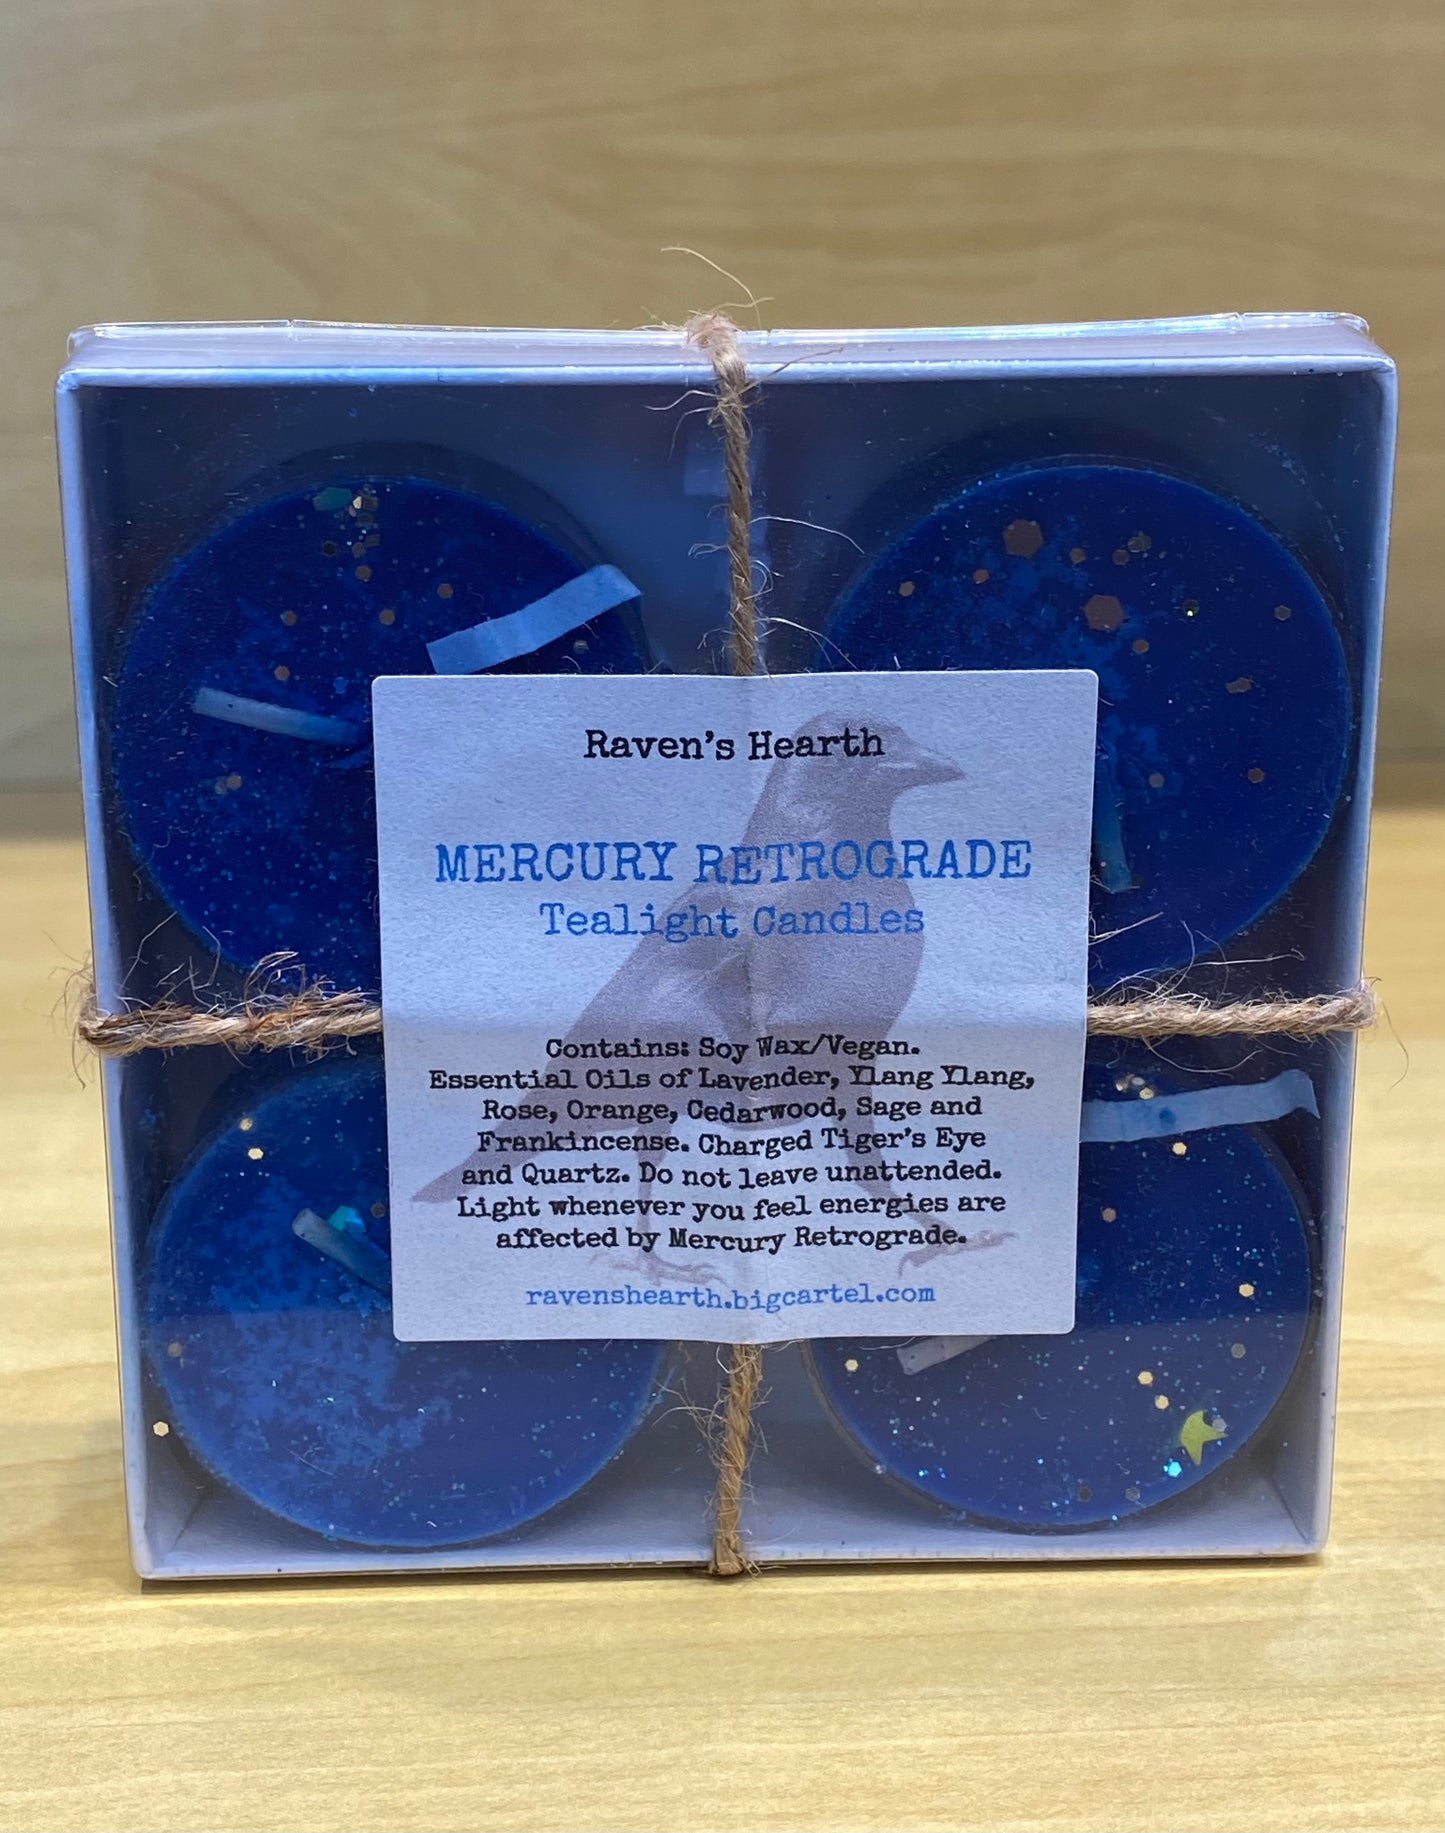 Raven's Hearth
MERCURY RETROGRADE
Tealight Candles
Contains: Soy Wax/Vegan.
Essential Oils of Lavender, Ylang Ylang,
Rose, Orange, Cedarwood, Sage and
Frankincense. Charged Tiger's Eye
and Quartz. Do not leave unattended.
Light whenever you feel energies are
affected by Mercury Retrograde.
ravenshearth.bigcartel.com